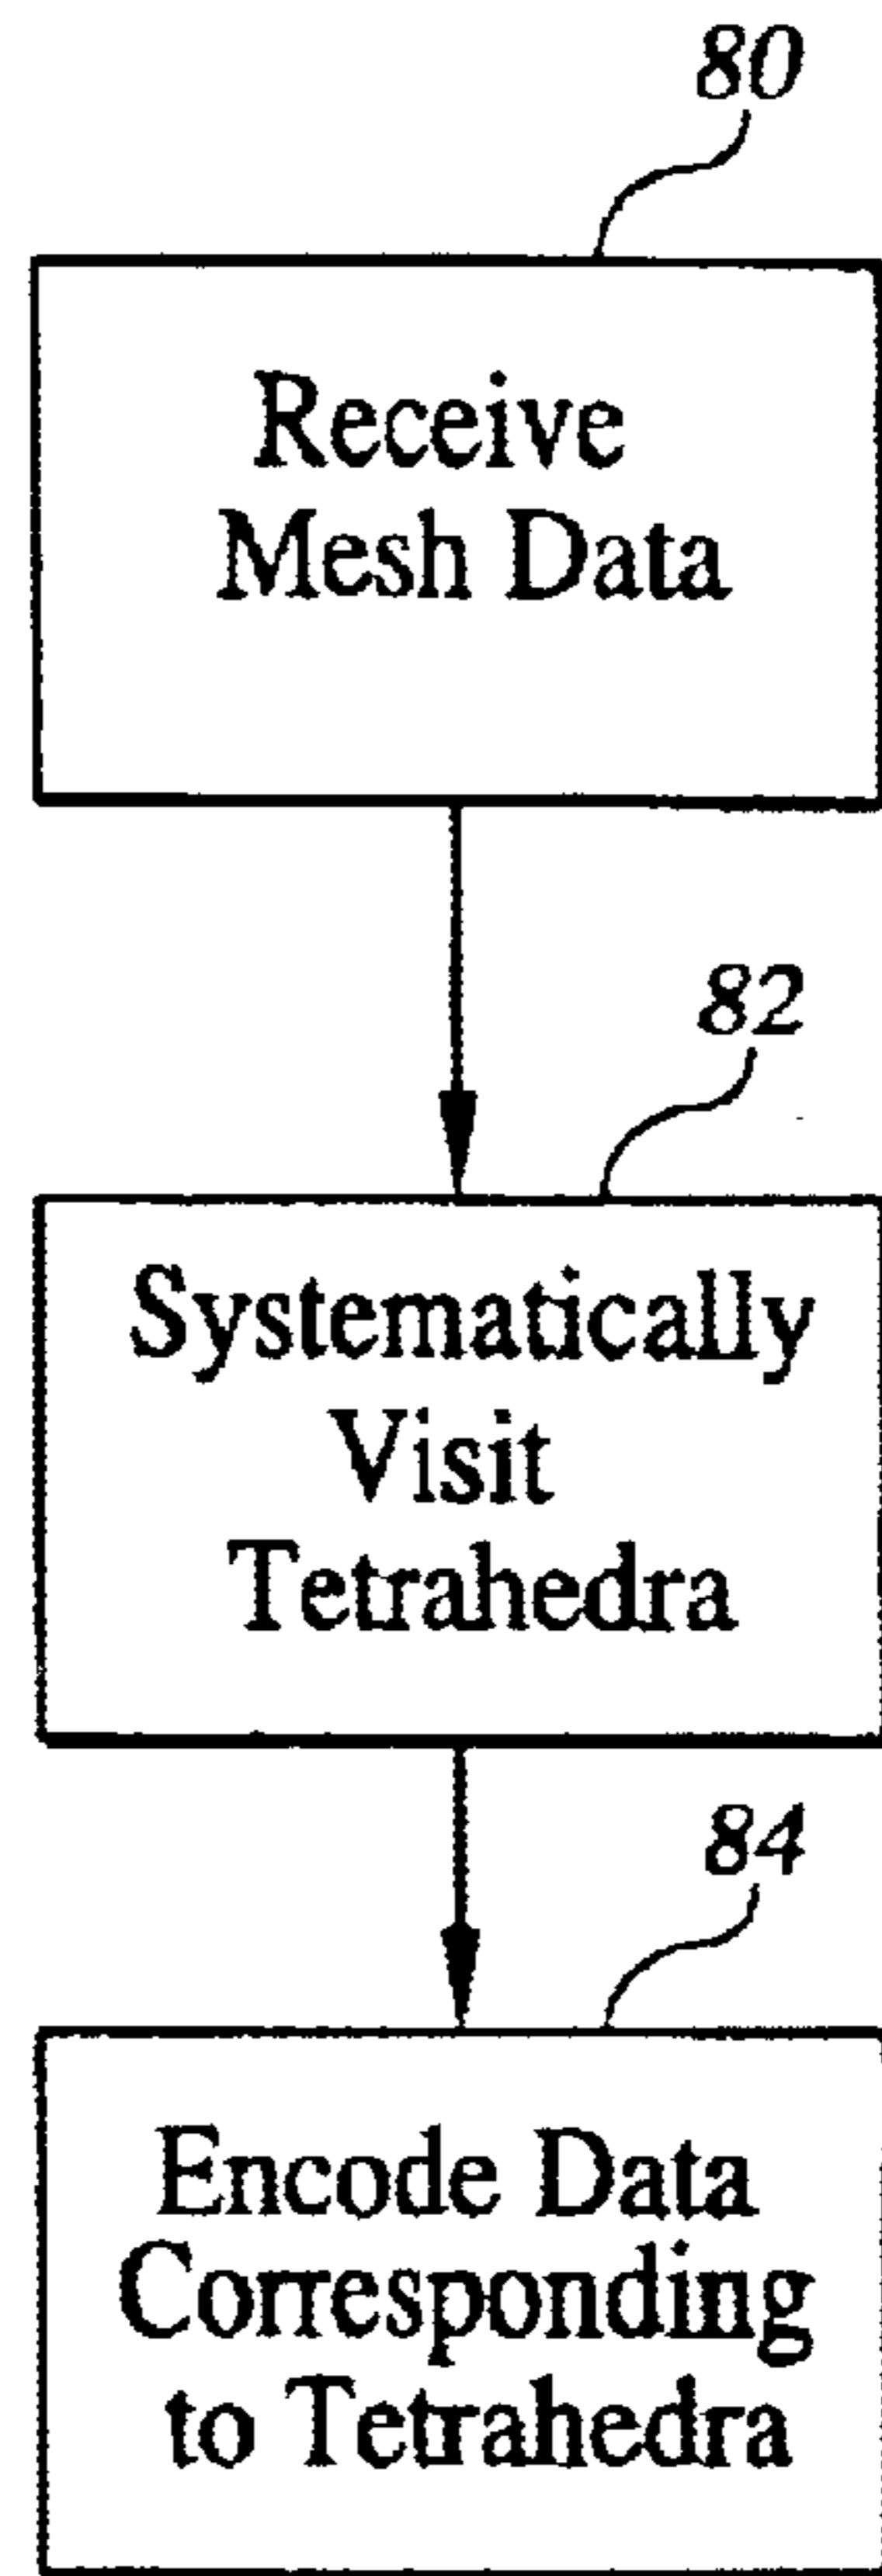 80
Receive
Mesh Data
82
Systematically
Visit
Tetrahedra
84
Encode Data
Corresponding
to Tetrahedra